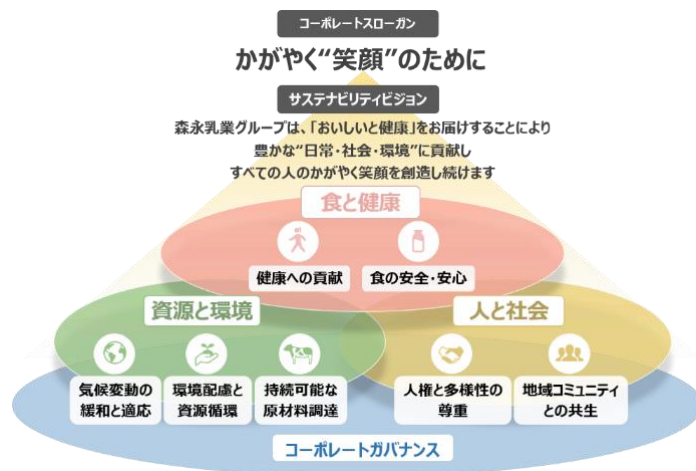 コーポレートスローガン
かがやく“笑顔”のために
サステナビリティビジョン
森永乳業グループは、「おいしいと健康」をお届けすることにより
豊かな“日常・社会・環境”に貢献し
すべての人のかがやく笑顔を創造し続けます
食と健康
健康への貢献
食の安全・安心
資源と環境
人と社会
気候変動の
緩和と適応
環境配慮と
資源循環
持続可能な
原材料調達
人権と多様性の
尊重
地域コミュニティ
との共生
コーポレートガバナンス